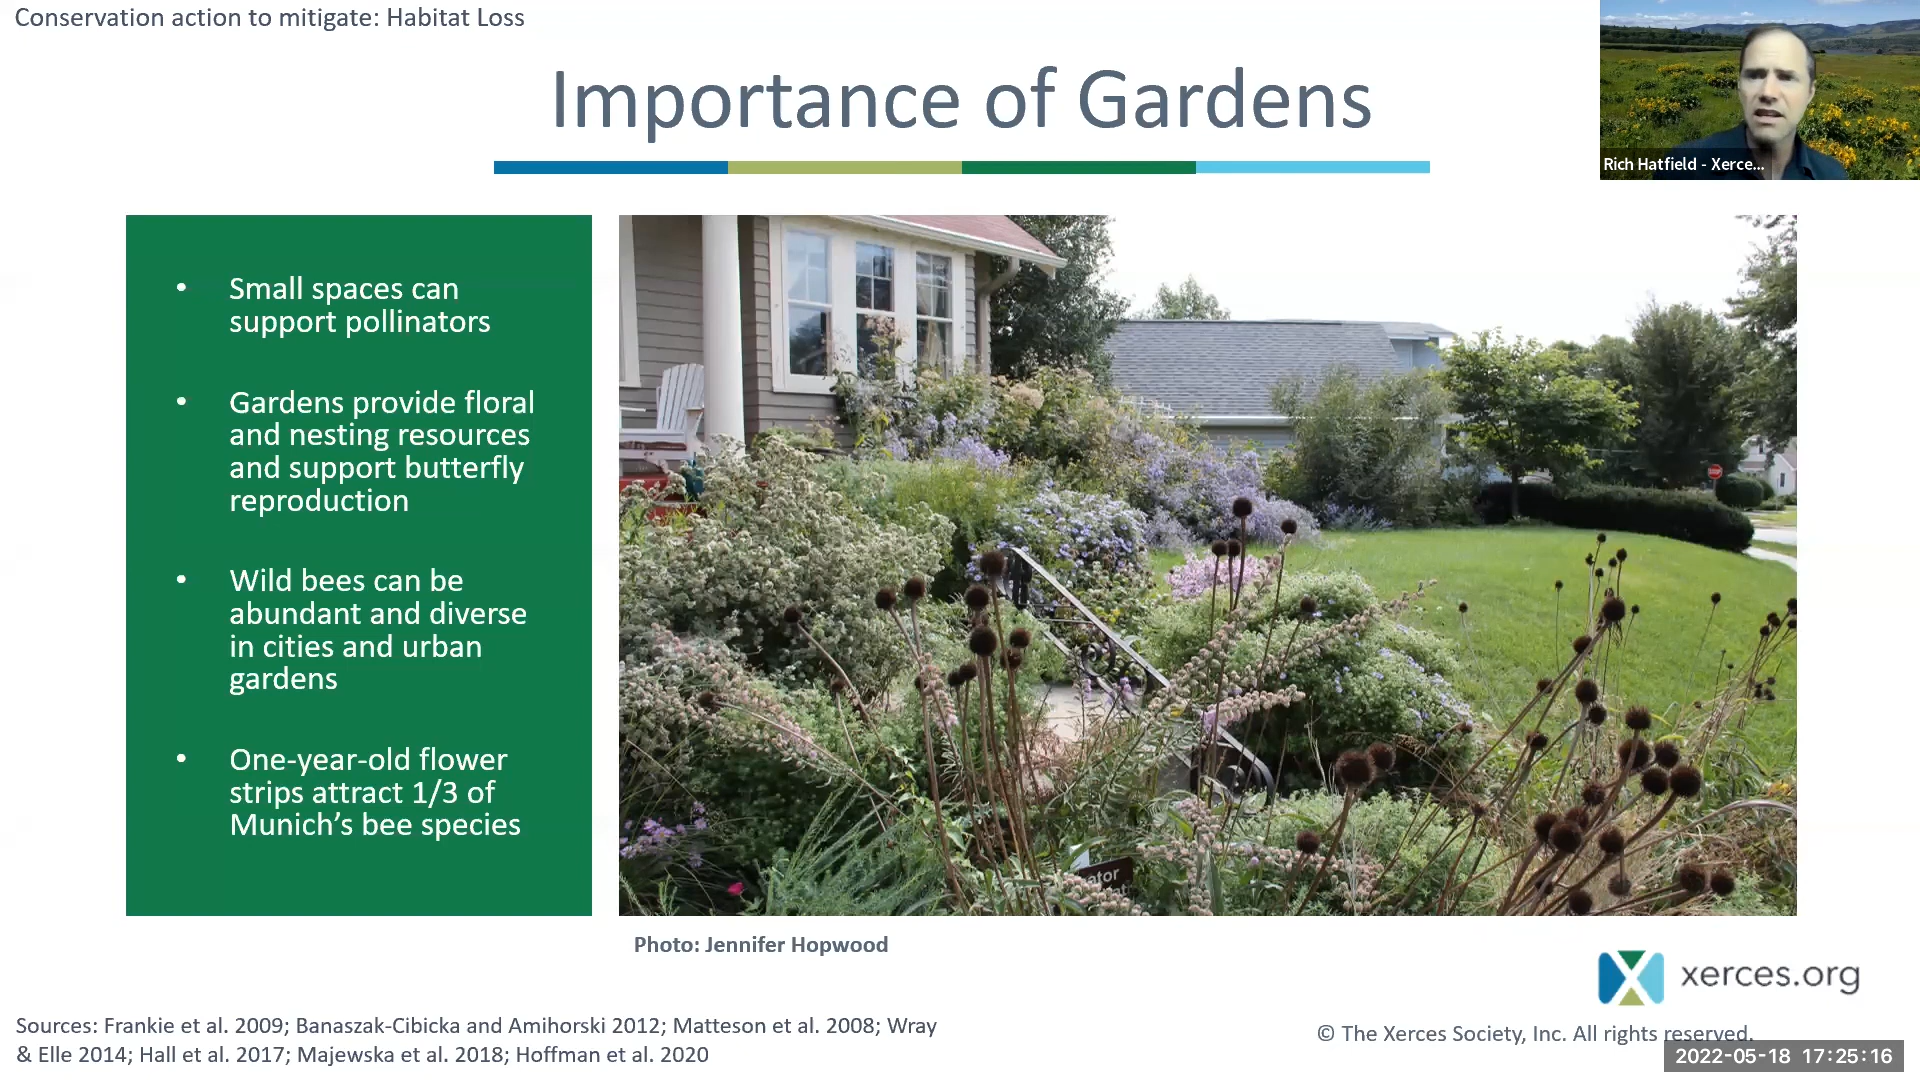 Conservation action to mitigate: Habitat Loss
Importance of Gardens
Rich Hatfield - Xerce...
• Small spaces can
support pollinators
• Gardens provide floral
and nesting resources
and support butterfly
reproduction
• Wild bees can be
abundant and diverse
in cities and urban
gardens
• One-year-old flower
strips attract 1/3 of
Munich's bee species
Photo: Jennifer Hopwood
xerces.org
Sources: Frankie et al. 2009; Banaszak-Cibicka and Amihorski 2012; Matteson et al. 2008; Wray
& Elle 2014; Hall et al. 2017; Majewska et al. 2018; Hoffman et al. 2020
© The Xerces Society, Inc. All rights reserved.
2022-05-18 17:25:16